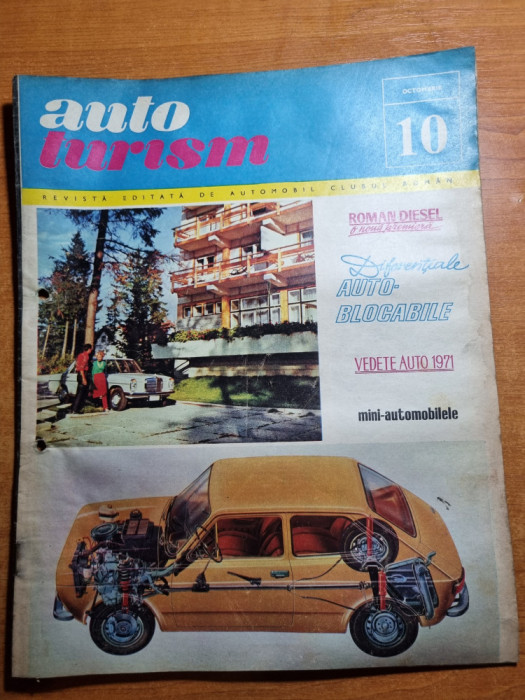 auto
turism
OCTOMBRIE
10
REVISTĂ EDITATĂ DE AUTOMOBIL CLUBUL ROMÂN
ROMAN DIESEL
o nouă premieră...
Diferențiale
AUTO-
BLOCABILE
VEDETE AUTO 1971
mini-automobilele